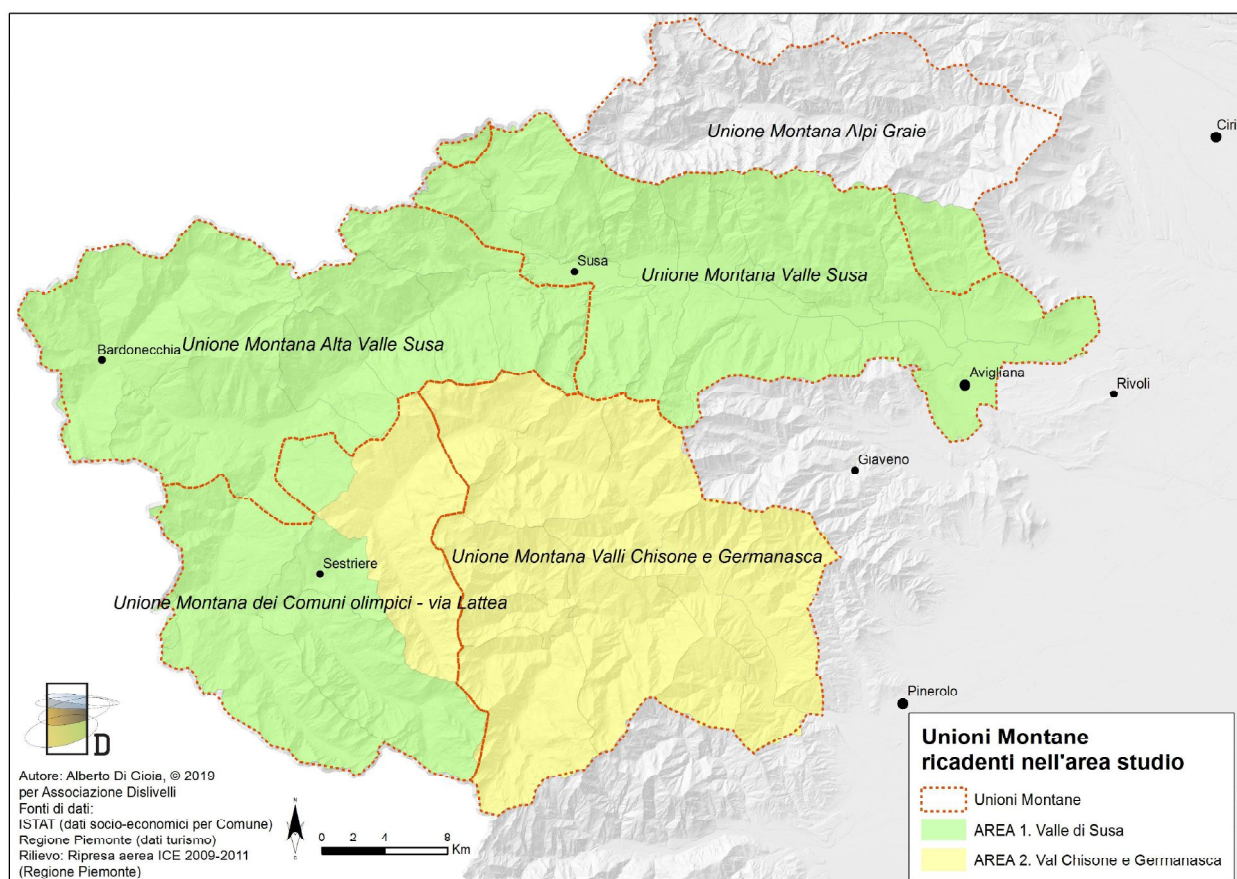 Unione Montana Alpi Graie
Ciri
Susa
Unione Montana Valle Susa
Bardonecchia
Unione Montana Alta Valle Susa
Avigliana
Rivoli
Giaveno
Unione Montana Valli Chisone e Germanasca
Sestriere
Unione Montana dei Comuni olimpici - via Lattea
Pinerolo
D
Autore: Alberto Di Gioia, © 2019
per Associazione Dislivelli
Fonti di dati:
ISTAT (dati socio-economici per Comune)
Regione Piemonte (dati turismo)
Rilievo: Ripresa aerea ICE 2009-2011
(Regione Piemonte)
0 2 4 8
Km
Unioni Montane
ricadenti nell'area studio
Unioni Montane
AREA 1. Valle di Susa
AREA 2. Val Chisone e Germanasca